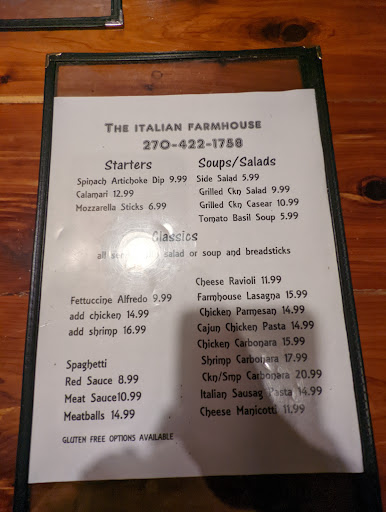 THE ITALIAN FARMHOUSE
270-422-1758
Starters
Spinach Artichoke Dip 9.99
Calamari 12.99
Mozzarella Sticks 6.99
Soups/Salads
Side Salad 5.99
Grilled Ckn Salad 9.99
Grilled Ckn Casear 10.99
Tomato Basil Soup 5.99
Classics
all salad or soup and breadsticks
Fettuccine Alfredo 9.99
add chicken 14.99
add shrimp 16.99
Spaghetti
Red Sauce 8.99
Meat Sauce10.99
Meatballs 14.99
GLUTEN FREE OPTIONS AVAILABLE
Cheese Ravioli 11.99
Farmhouse Lasagna 15.99
Chicken Parmesan 14.99
Cajun Chicken Pasta 14.99
Chicken Carbonara 15.99
Shrimp Carbonara 17.99
Ckn/Smp Carbonara 20.99
Italian Sausag Pasta 14.99
Cheese Manicotti 11.99